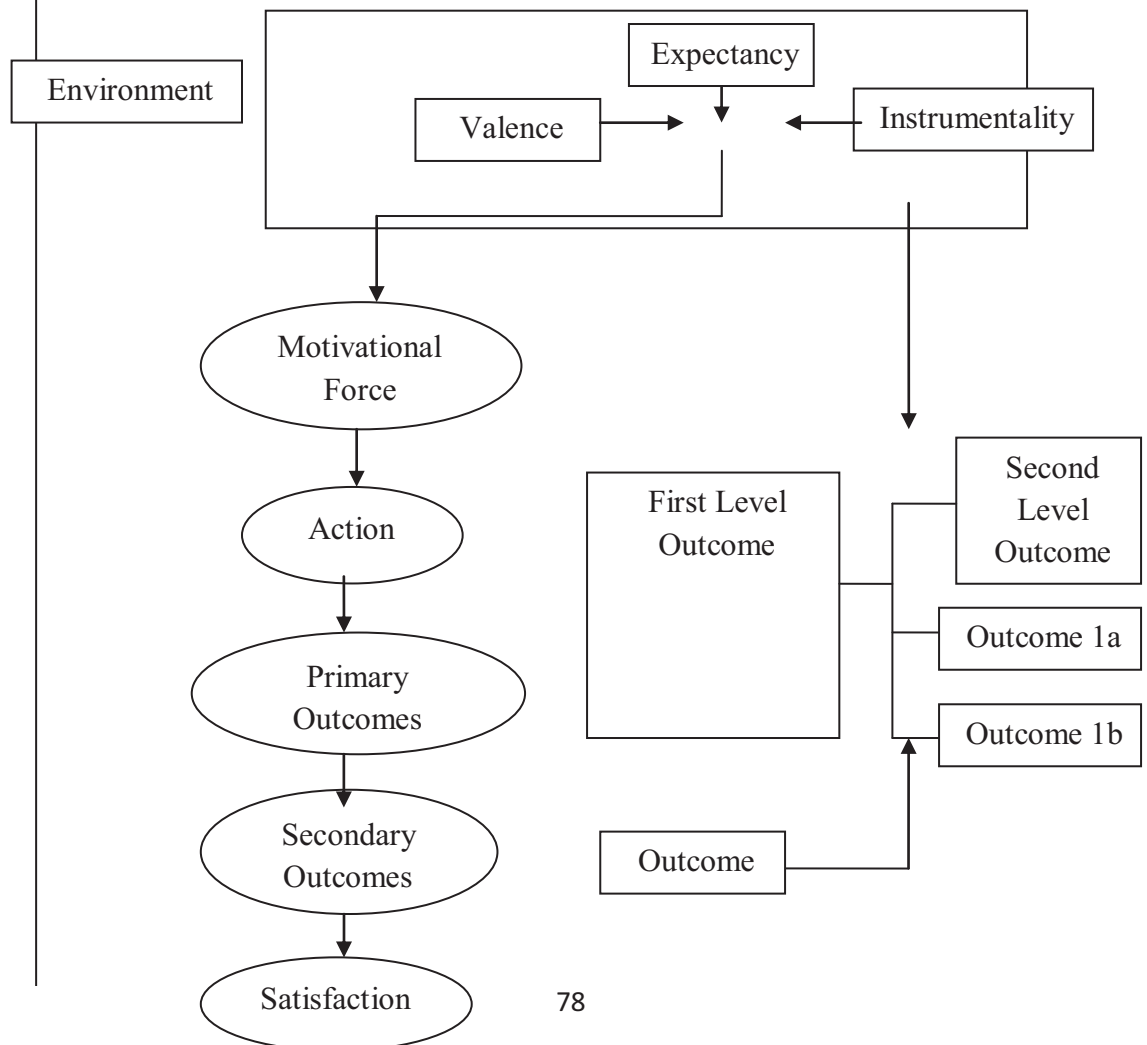 Expectancy
Environment
Valence
Instrumentality
Motivational
Force
Action
First Level
Outcome
Second
Level
Outcome
Outcome 1a
Primary
Outcomes
Outcome 1b
Secondary
Outcomes
Outcome
Satisfaction
78